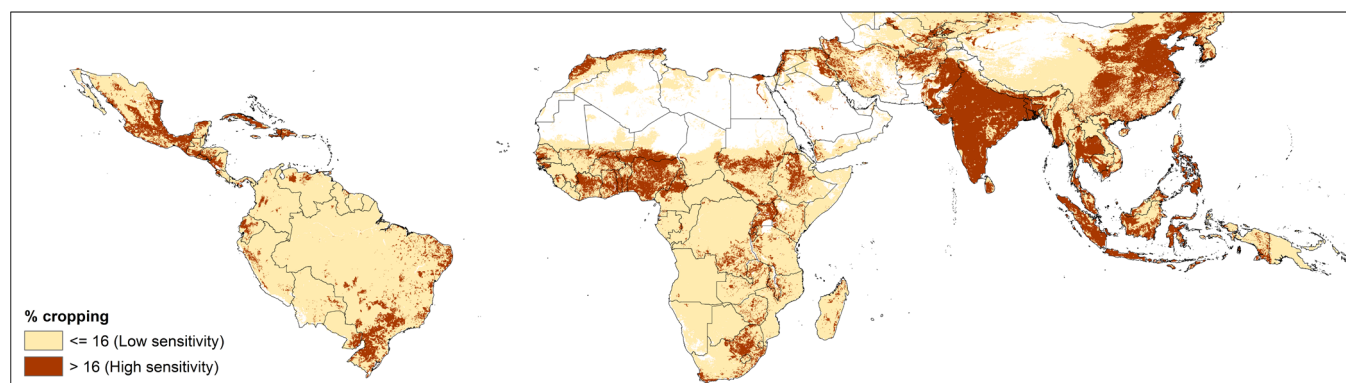 % cropping
<= 16 (Low sensitivity)
> 16 (High sensitivity)